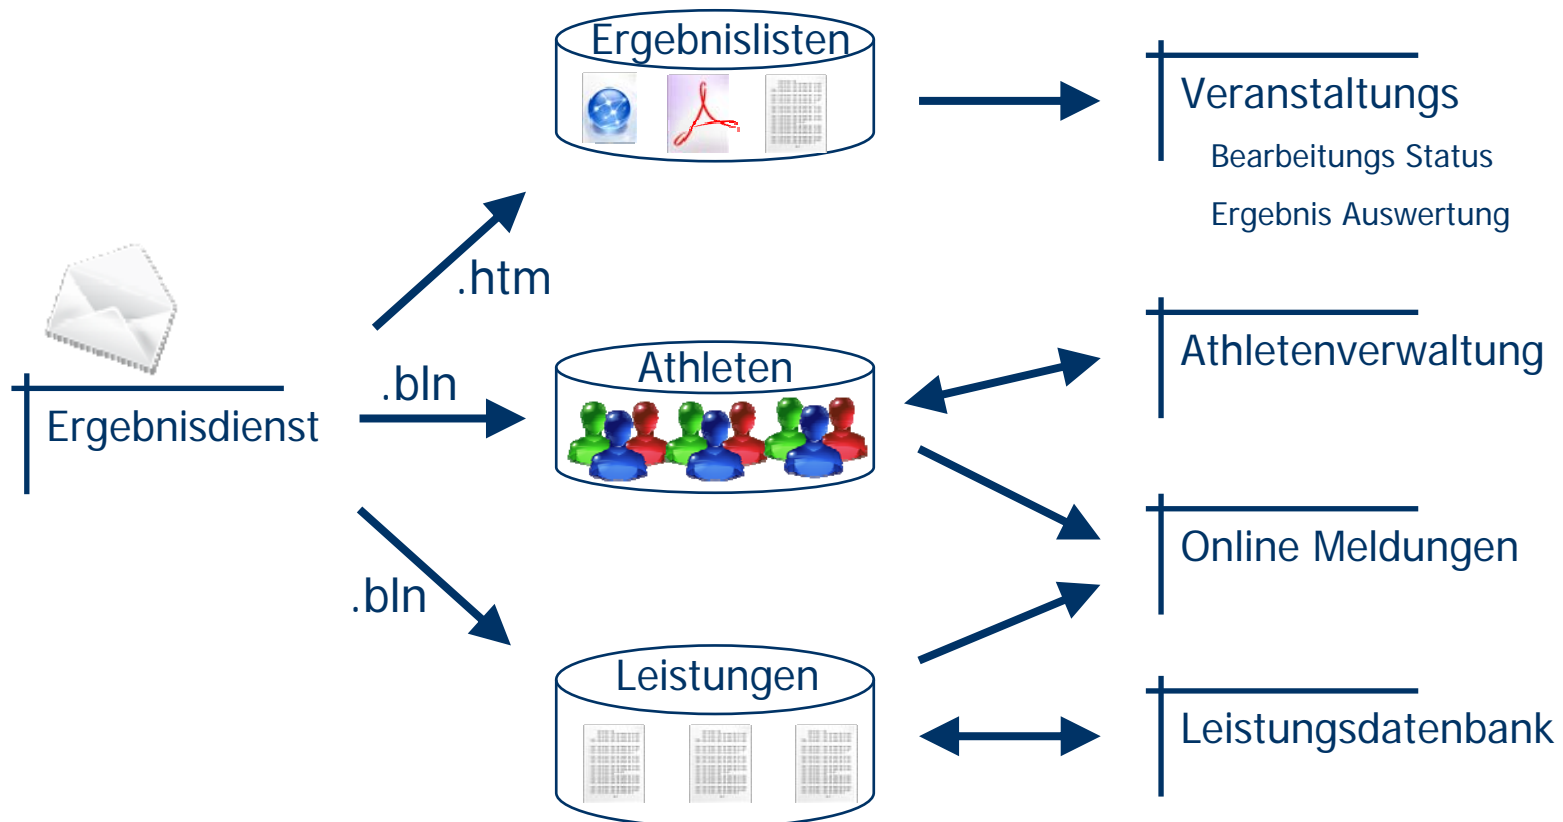 Ergebnislisten
Veranstaltungs
Bearbeitungs Status
Ergebnis Auswertung
.htm
Ergebnisdienst
.bln
Athleten
Athletenverwaltung
Online Meldungen
.bln
Leistungen
Leistungsdatenbank